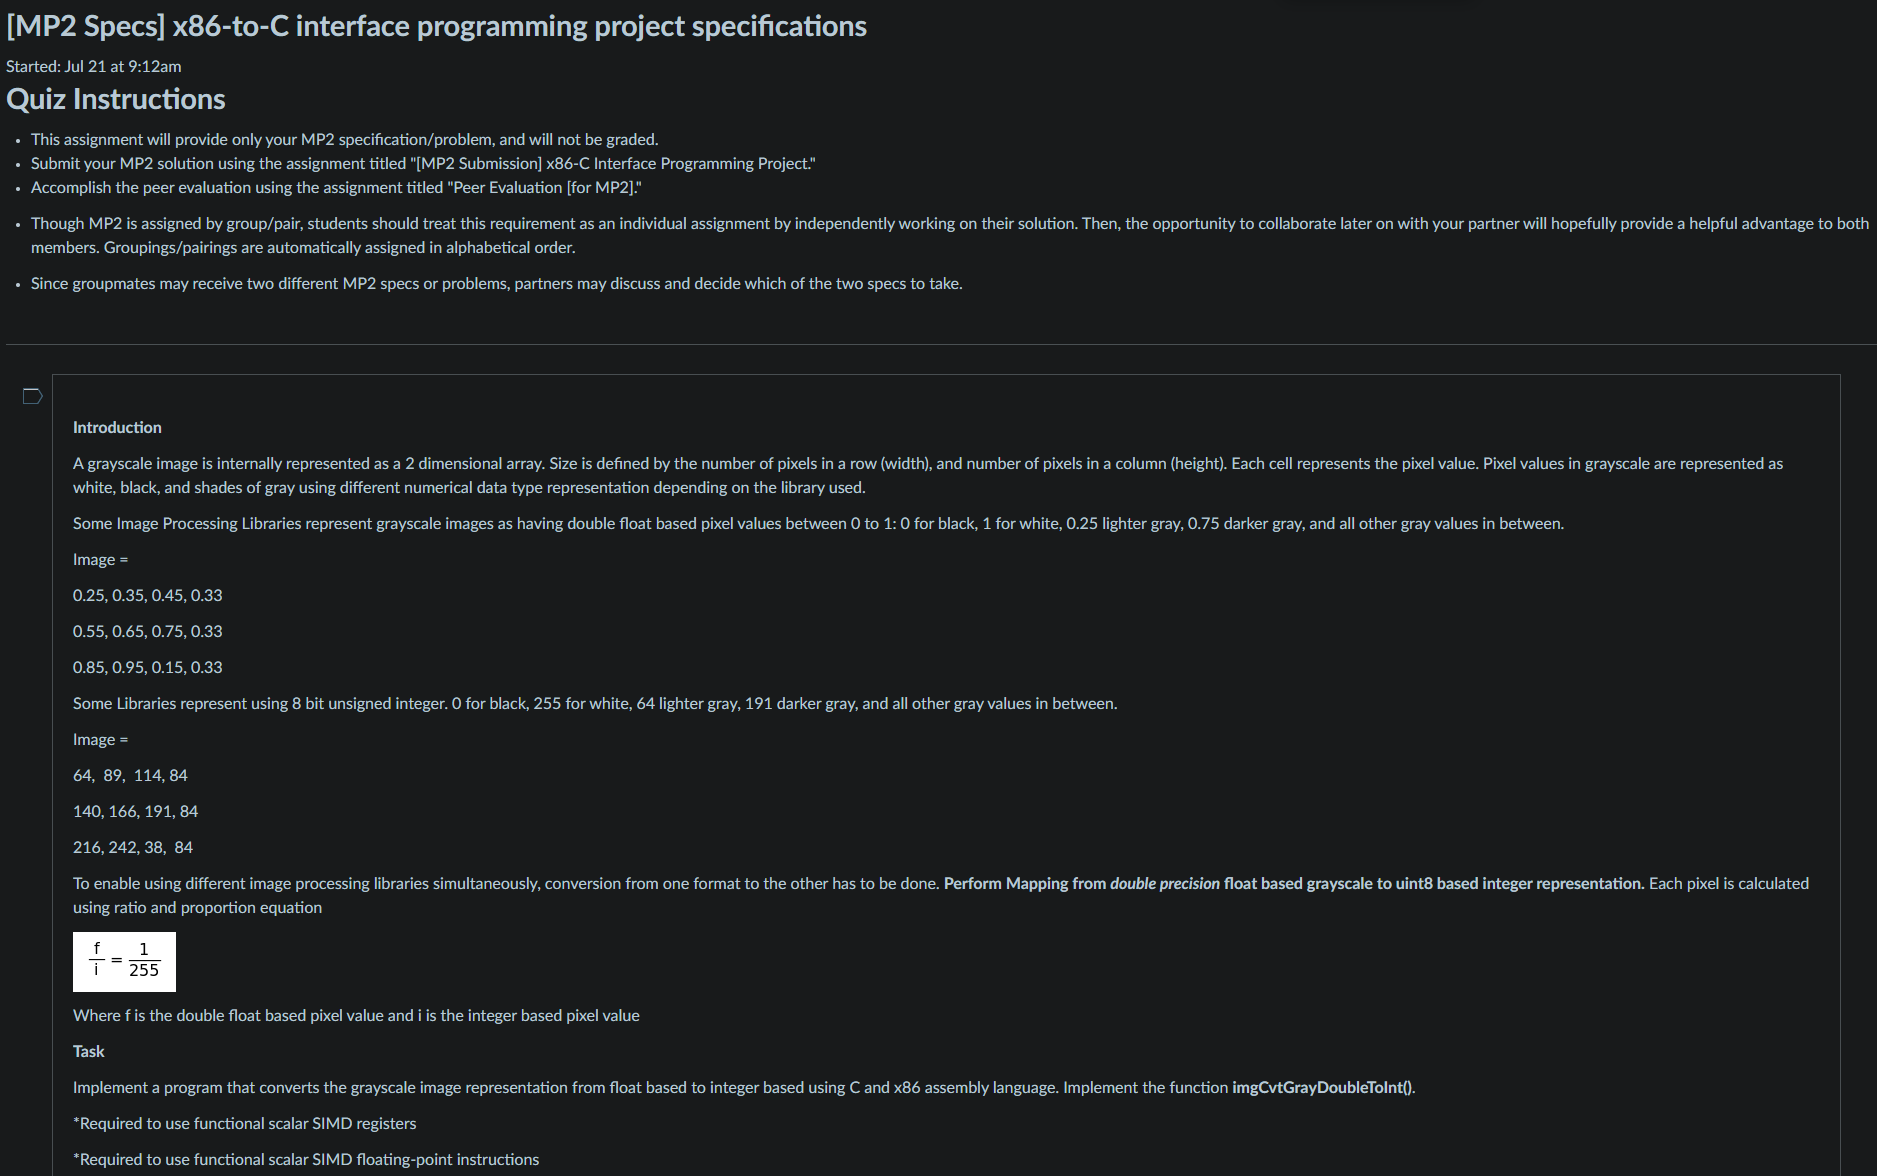 [MP2 Specs] x86-to-C interface programming project specifications
Started: Jul 21 at 9:12am
Quiz Instructions
• This assignment will provide only your MP2 specification/problem, and will not be graded.
• Submit your MP2 solution using the assignment titled "[MP2 Submission] x86-C Interface Programming Project."
• Accomplish the peer evaluation using the assignment titled "Peer Evaluation [for MP2]."
• Though MP2 is assigned by group/pair, students should treat this requirement as an individual assignment by independently working on their solution. Then, the opportunity to collaborate later on with your partner will hopefully provide a helpful advantage to both
members. Groupings/pairings are automatically assigned in alphabetical order.
• Since groupmates may receive two different MP2 specs or problems, partners may discuss and decide which of the two specs to take.
Introduction
A grayscale image is internally represented as a 2 dimensional array. Size is defined by the number of pixels in a row (width), and number of pixels in a column (height). Each cell represents the pixel value. Pixel values in grayscale are represented as
white, black, and shades of gray using different numerical data type representation depending on the library used.
Some Image Processing Libraries represent grayscale images as having double float based pixel values between 0 to 1: 0 for black, 1 for white, 0.25 lighter gray, 0.75 darker gray, and all other gray values in between.
Image =
0.25, 0.35, 0.45, 0.33
0.55, 0.65, 0.75, 0.33
0.85, 0.95, 0.15, 0.33
Some Libraries represent using 8 bit unsigned integer. 0 for black, 255 for white, 64 lighter gray, 191 darker gray, and all other gray values in between.
Image =
64, 89, 114, 84
140, 166, 191, 84
216, 242, 38, 84
To enable using different image processing libraries simultaneously, conversion from one format to the other has to be done. Perform Mapping from double precision float based grayscale to uint8 based integer representation. Each pixel is calculated
using ratio and proportion equation
f/i = 1/255
Where f is the double float based pixel value and i is the integer based pixel value
Task
Implement a program that converts the grayscale image representation from float based to integer based using C and x86 assembly language. Implement the function imgCvtGrayDoubleToInt().
*Required to use functional scalar SIMD registers
*Required to use functional scalar SIMD floating-point instructions